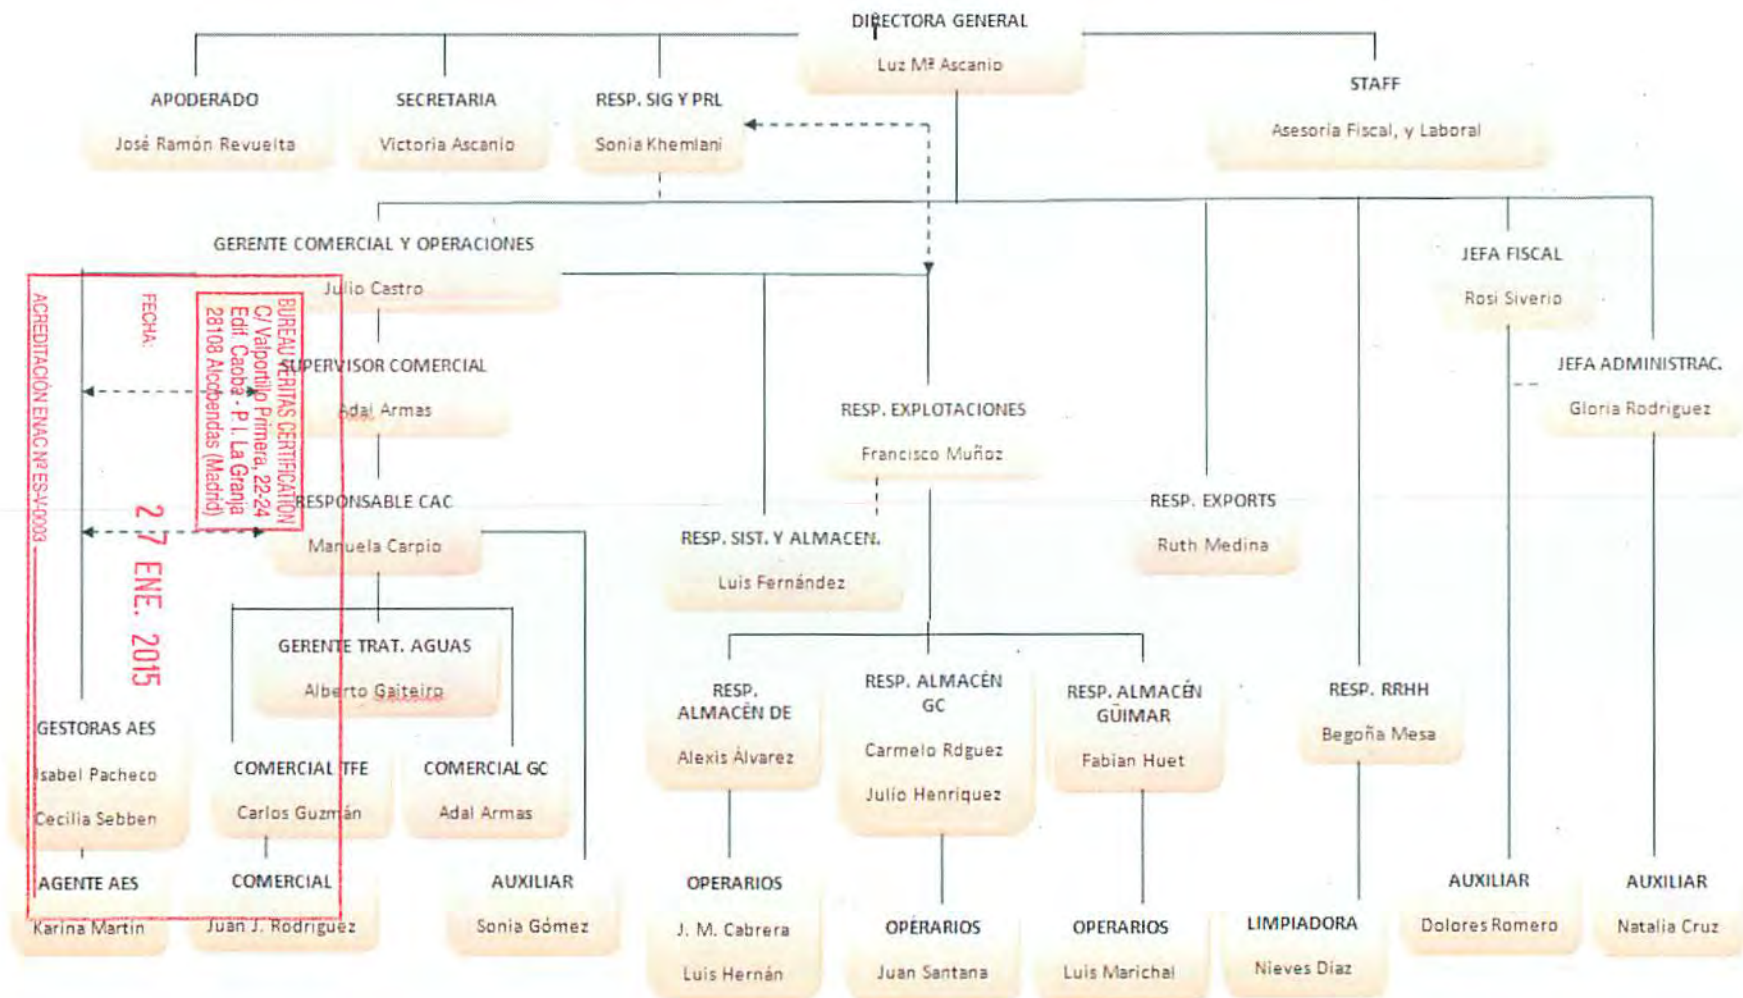 DIRECTORA GENERAL
Luz Mª Ascanio
APODERADO
José Ramón Revuelta
SECRETARIA
Victoria Ascanio
RESP. SIG Y PRL
Sonia Khemlani
STAFF
Asesoria Fiscal, y Laboral
GERENTE COMERCIAL Y OPERACIONES
Julio Castro
JEFA FISCAL
Rosi Siverio
SUPERVISOR COMERCIAL
Adal Armas
JEFA ADMINISTRAC.
Gloria Rodriguez
RESP. EXPLOTACIONES
Francisco Muñoz
RESPONSABLE CAC
Manuela Carpio
RESP. SIST. Y ALMACEN.
Luis Fernández
RESP. EXPORTS
Ruth Medina
GERENTE TRAT. AGUAS
Alberto Gaiteiro
RESP.
ALMACÉN DE
Alexis Álvarez
RESP. ALMACÉN
GC
Carmelo Rdguez
Julio Henriquez
RESP. ALMACÉN
GÜIMAR
Fabian Huet
RESP. RRHH
Begoña Mesa
GESTORAS AES
Isabel Pacheco
Cecilia Sebben
COMERCIAL TFE
Carlos Guzmán
COMERCIAL GC
Adal Armas
AGENTE AES
Karina Martin
COMERCIAL
Juan J. Rodriguez
AUXILIAR
Sonia Gómez
OPERARIOS
J. M. Cabrera
Luis Hernán
OPERARIOS
Juan Santana
OPERARIOS
Luis Marichal
LIMPIADORA
Nieves Diaz
AUXILIAR
Dolores Romero
AUXILIAR
Natalia Cruz
BUREAU VERITAS CERTIFICATION
C/ Valportillo Primera, 22-24
Edif. Caoba - P. I. La Granja
28108 Alcobendas (Madrid)
FECHA:
27 ENE. 2015
ACREDITACIÓN ENAC Nº ES-V-0003